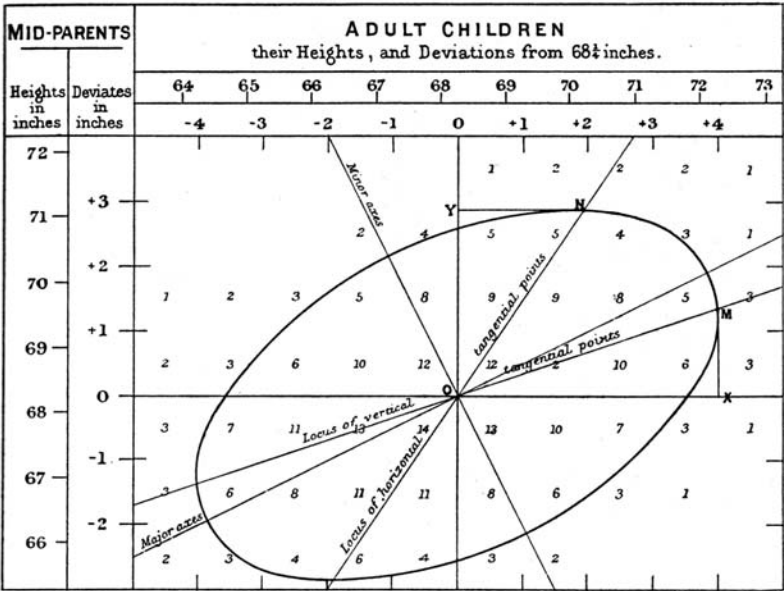 MID-PARENTS
ADULT CHILDREN
their Heights, and Deviations from 68¼ inches.
Heights in inches
Deviates in inches
64 65 66 67 68 69 70 71 72 73
-4 -3 -2 -1 0 +1 +2 +3 +4
72
1 2 2 2 1
+3
71
Y N
Minor axes
2 4 5 5 4 3 1
+2
70
1 2 3 5 8 9 9 8 5 3
tangential points
M
+1
69
tangential points
2 3 6 10 12 12 2 10 6 3
0
68
O X
Locus of vertical
3 7 11 13 14 13 10 7 3 1
-1
67
Locus of horizontal
3 6 8 11 11 8 6 3 1
-2
Major axes
66
2 3 4 6 4 3 2